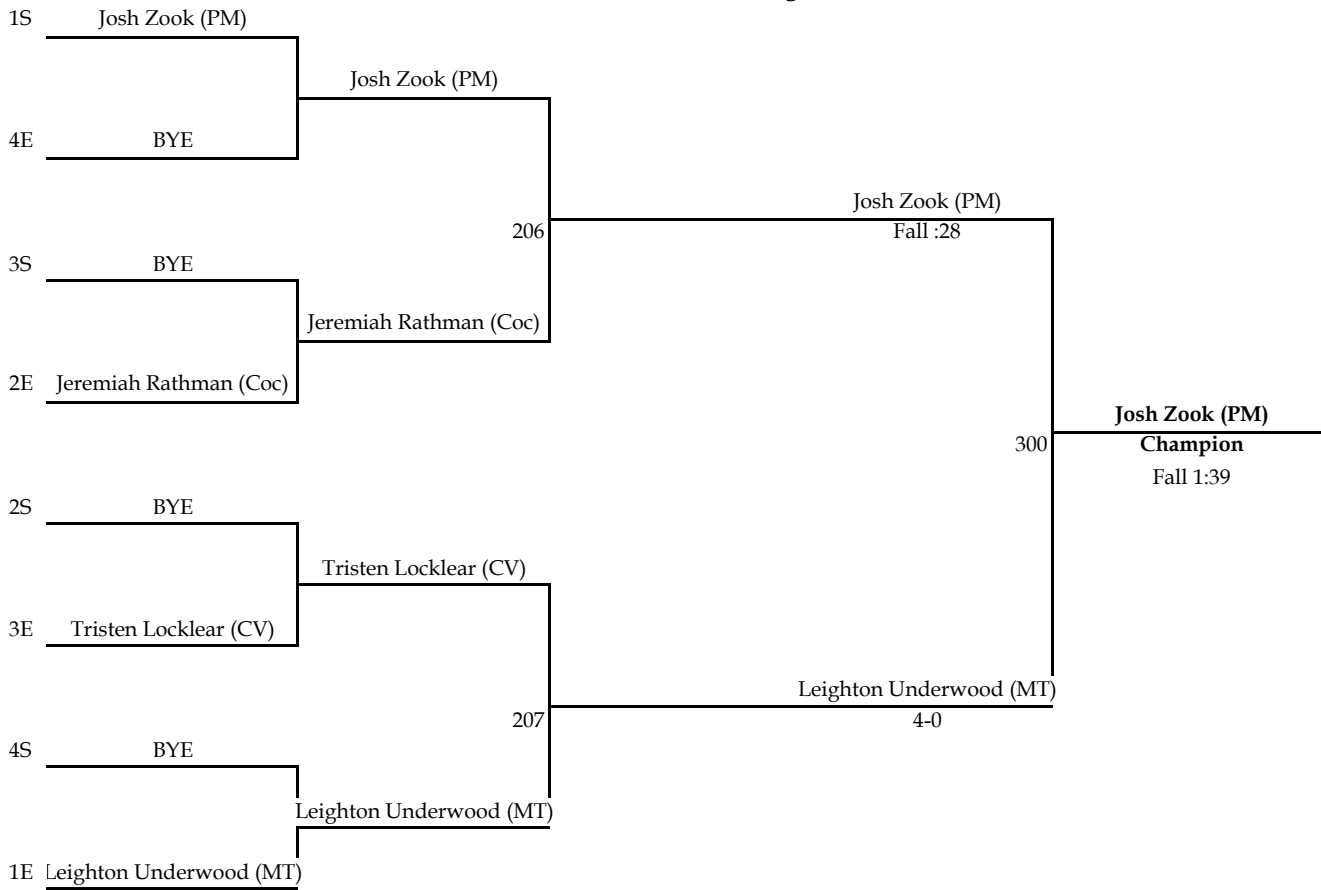 1S Josh Zook (PM)
Josh Zook (PM)
4E BYE
Josh Zook (PM)
206 Fall :28
3S BYE
Jeremiah Rathman (Coc)
2E Jeremiah Rathman (Coc)
Josh Zook (PM)
300 Champion
Fall 1:39
2S BYE
Tristen Locklear (CV)
3E Tristen Locklear (CV)
Leighton Underwood (MT)
207 4-0
4S BYE
Leighton Underwood (MT)
1E Leighton Underwood (MT)